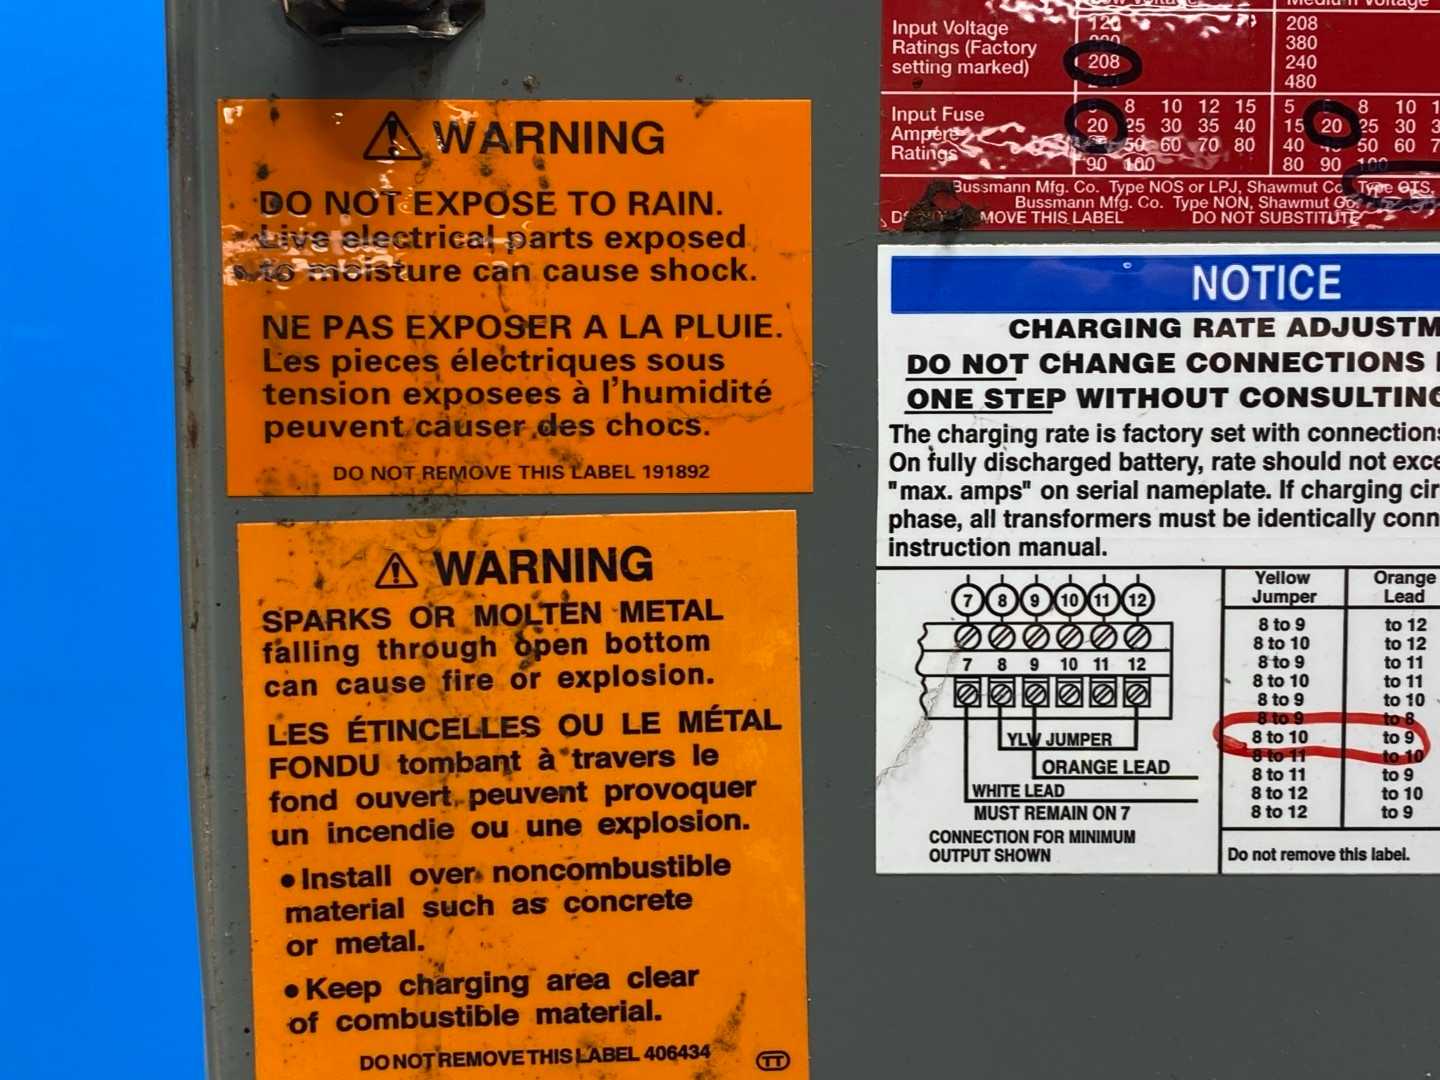 WARNING
DO NOT EXPOSE TO RAIN.
Live electrical parts exposed
to moisture can cause shock.
NE PAS EXPOSER A LA PLUIE.
Les pieces électriques sous
tension exposees à l'humidité
peuvent causer des chocs.
DO NOT REMOVE THIS LABEL 191892
WARNING
SPARKS OR MOLTEN METAL
falling through open bottom
can cause fire or explosion.
LES ÉTINCELLES OU LE MÉTAL
FONDU tombant à travers le
fond ouvert peuvent provoquer
un incendie ou une explosion.
• Install over noncombustible
material such as concrete
or metal.
• Keep charging area clear
of combustible material.
DO NOT REMOVE THIS LABEL 406434
TT
Input Voltage
Ratings (Factory
setting marked)
120
208
208
380
240
480
Input Fuse
Ampere
Ratings
8 10 12 15
20 25 30 35 40
50 60 70 80
90 100
5 8 10
15 20 25 30
40 50 60
80 90 100
Bussmann Mfg. Co. Type NOS or LPJ, Shawmut Type OTS,
Bussmann Mfg. Co. Type NON, Shawmut
MOVE THIS LABEL DO NOT SUBSTITUTE
NOTICE
CHARGING RATE
DO NOT CHANGE CONNECTIONS
ONE STEP WITHOUT
The charging rate is factory set with
On fully discharged battery, rate should not
"max. amps" on serial nameplate. If charging
phase, all transformers must be identically
instruction manual.
7 8 9 10 11 12
7 8 9 10 11 12
YLW JUMPER
ORANGE LEAD
WHITE LEAD
MUST REMAIN ON 7
CONNECTION FOR MINIMUM
OUTPUT SHOWN
Yellow Orange
Jumper Lead
8 to 9 to 12
8 to 10 to 12
8 to 9 to 11
8 to 10 to 11
8 to 9 to 10
8 to 9 to 8
8 to 10 to 9
8 to 11 to 10
8 to 11 to 9
8 to 12 to 10
8 to 12 to 9
Do not remove this label.